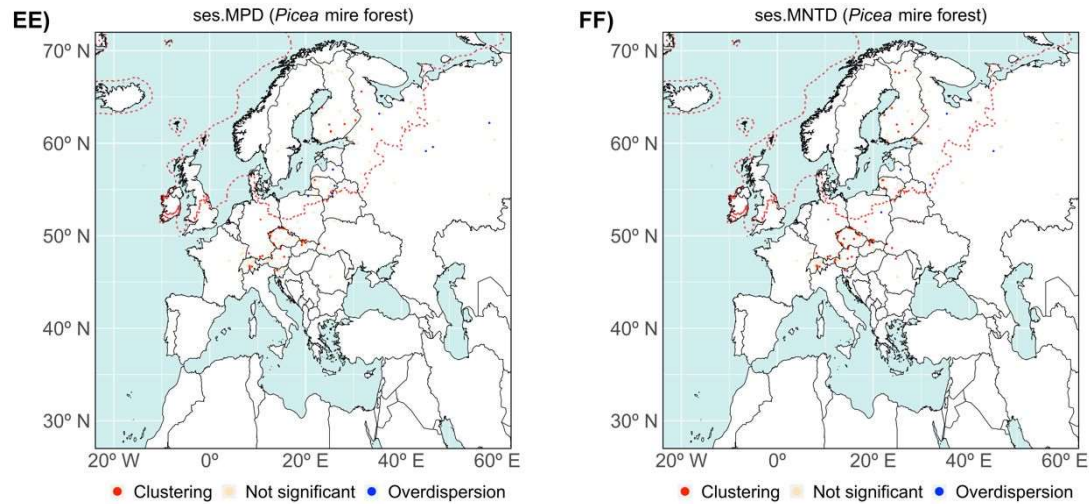 EE)
ses.MPD (Picea mire forest)
70º N
60º N
50º N
40º N
30º N
20º W
0º
20º E
40º E
60º E
Clustering
Not significant
Overdispersion
FF)
ses.MNTD (Picea mire forest)
70º N
60º N
50º N
40º N
30º N
20º W
0º
20º E
40º E
60º E
Clustering
Not significant
Overdispersion